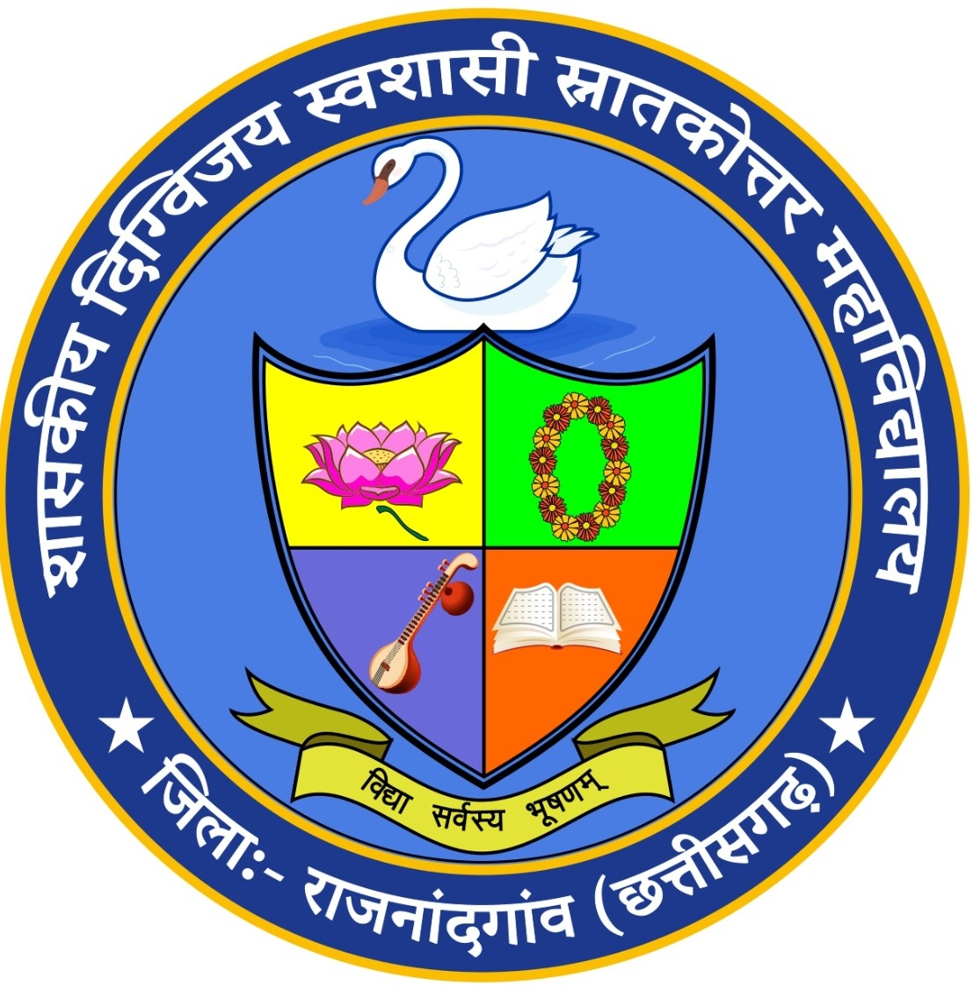 शासकीय दिग्विजय स्वशासी स्नातकोत्तर महाविद्यालय
विद्या सर्वस्य भूषणम्
जिला:- राजनांदगांव (छत्तीसगढ़)